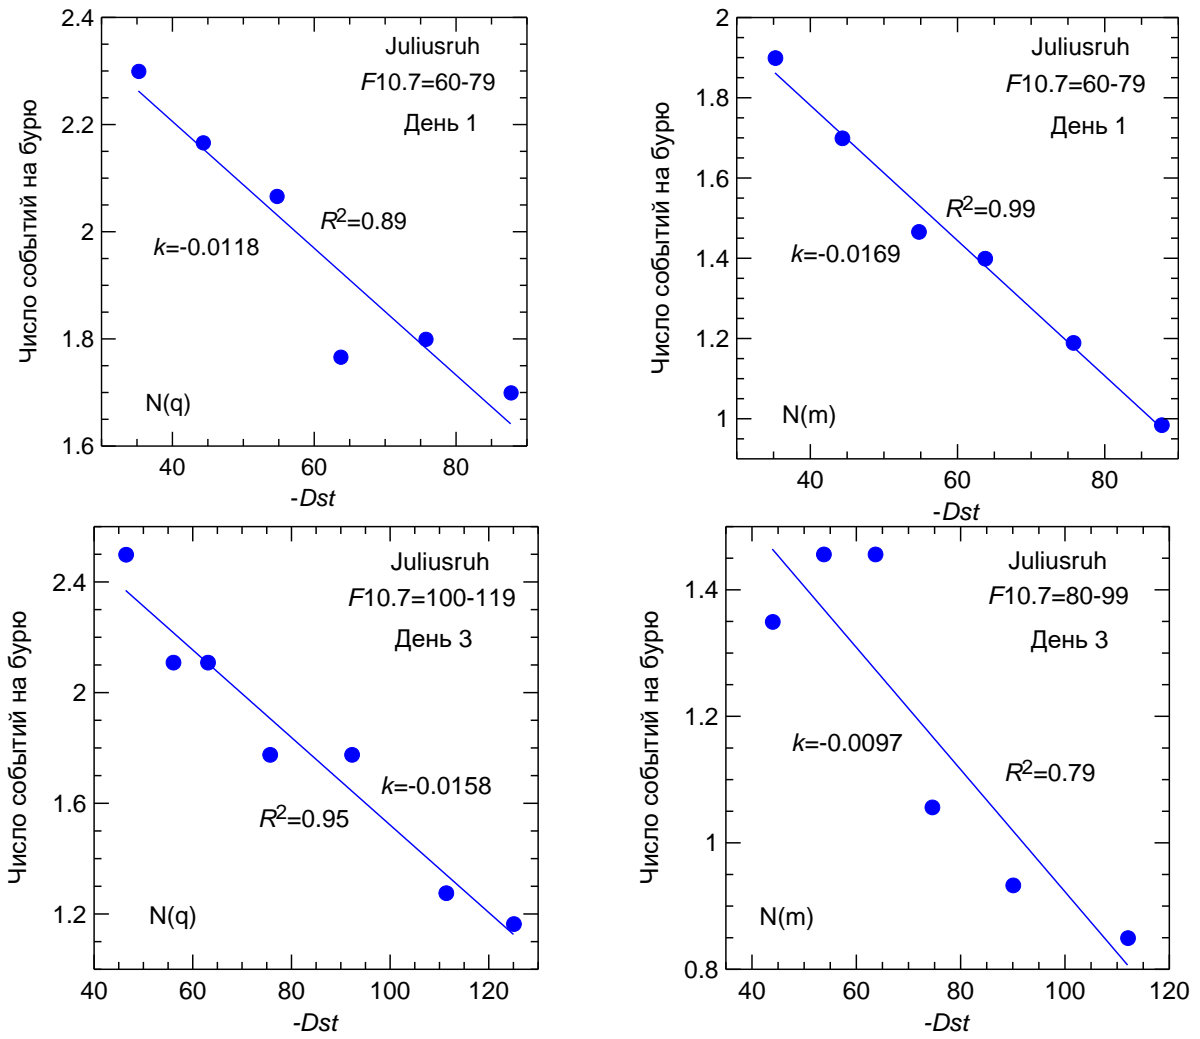 2.4
2.2
2
1.8
1.6
Число событий на бурю
Juliusruh
F10.7=60-79
День 1
R2=0.89
k=-0.0118
N(q)
40
60
80
-Dst
2
1.8
1.6
1.4
1.2
1
Число событий на бурю
Juliusruh
F10.7=60-79
День 1
R2=0.99
k=-0.0169
N(m)
40
60
80
-Dst
2.4
2
1.6
1.2
Число событий на бурю
Juliusruh
F10.7=100-119
День 3
k=-0.0158
R2=0.95
N(q)
40
60
80
100
120
-Dst
1.4
1.2
1
0.8
Число событий на бурю
Juliusruh
F10.7=80-99
День 3
k=-0.0097
R2=0.79
N(m)
40
60
80
100
120
-Dst